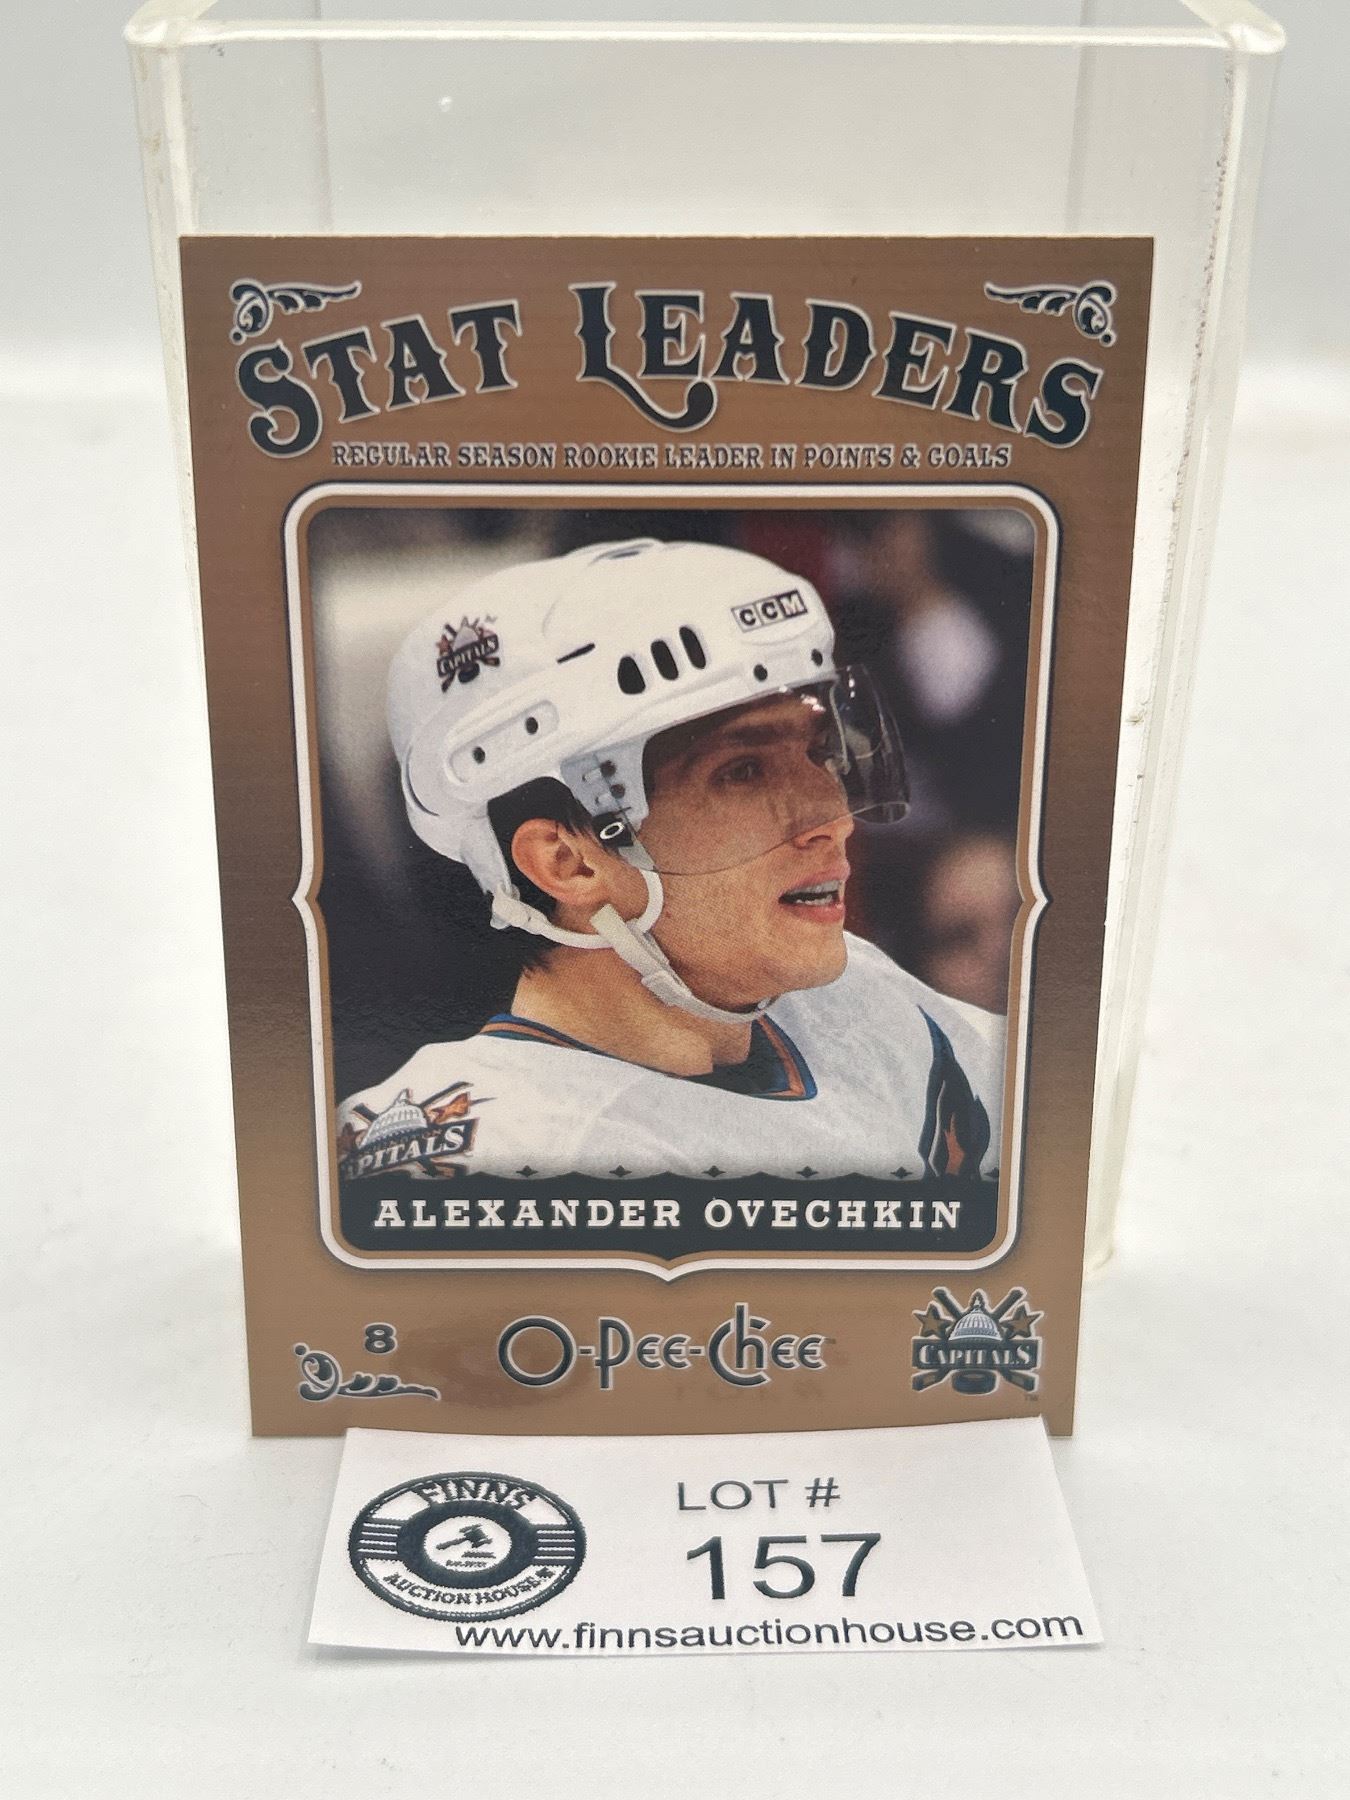 STAT LEADERS
REGULAR SEASON ROOKIE LEADER IN POINTS & GOALS
CCM
CAPITALS
CAPITALS
ALEXANDER OVECHKIN
8
O-PEE-CHEE
CAPITALS
FINNS
AUCTION HOUSE
LOT #
157
www.finnsauctionhouse.com